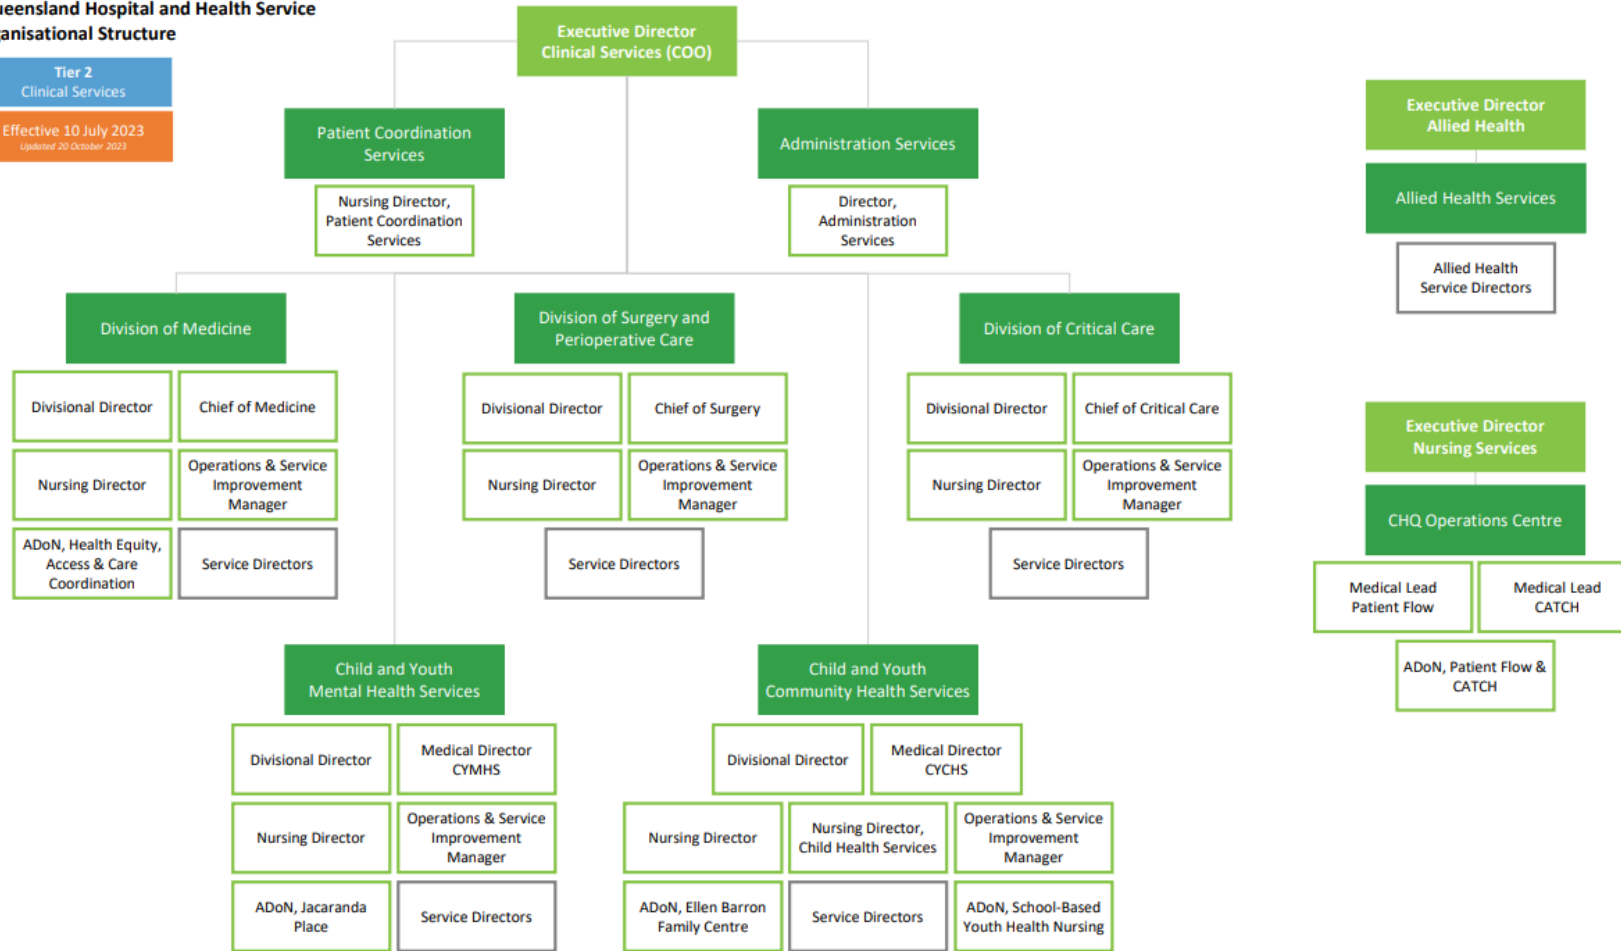 ueensland Hospital and Health Service
ganisational Structure
Tier 2
Clinical Services
Effective 10 July 2023
Updated 20 October 2023
Executive Director
Clinical Services (COO)
Patient Coordination
Services
Nursing Director,
Patient Coordination
Services
Administration Services
Director,
Administration
Services
Division of Medicine
Divisional Director
Chief of Medicine
Nursing Director
Operations & Service
Improvement
Manager
ADoN, Health Equity,
Access & Care
Coordination
Service Directors
Division of Surgery and
Perioperative Care
Divisional Director
Chief of Surgery
Nursing Director
Operations & Service
Improvement
Manager
Service Directors
Division of Critical Care
Divisional Director
Chief of Critical Care
Nursing Director
Operations & Service
Improvement
Manager
Service Directors
Child and Youth
Mental Health Services
Divisional Director
Medical Director
CYMHS
Nursing Director
Operations & Service
Improvement
Manager
ADoN, Jacaranda
Place
Service Directors
Child and Youth
Community Health Services
Divisional Director
Medical Director
CYCHS
Nursing Director
Nursing Director,
Child Health Services
Operations & Service
Improvement
Manager
ADoN, Ellen Barron
Family Centre
Service Directors
ADoN, School-Based
Youth Health Nursing
Executive Director
Allied Health
Allied Health Services
Allied Health
Service Directors
Executive Director
Nursing Services
CHQ Operations Centre
Medical Lead
Patient Flow
Medical Lead
CATCH
ADoN, Patient Flow &
CATCH